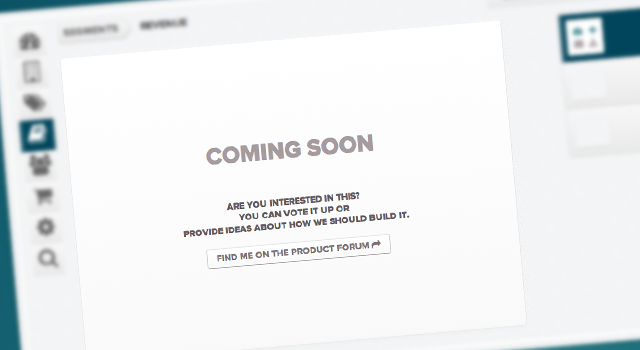 SEGMENTS REVENUE
COMING SOON
ARE YOU INTERESTED IN THIS?
YOU CAN VOTE IT UP OR
PROVIDE IDEAS ABOUT HOW WE SHOULD BUILD IT.
FIND ME ON THE PRODUCT FORUM